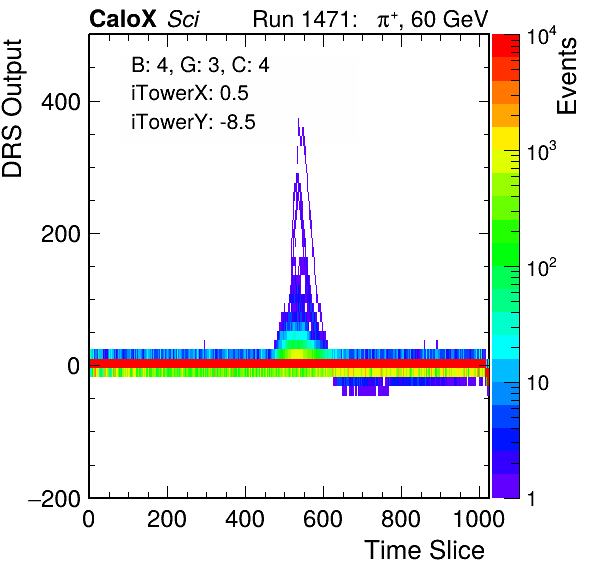 CaloX Sci Run 1471: π⁺, 60 GeV
B: 4, G: 3, C: 4
iTowerX: 0.5
iTowerY: -8.5
DRS Output
400
200
0
−200
0 200 400 600 800 1000
Time Slice
Events
10⁴
10³
10²
10
1